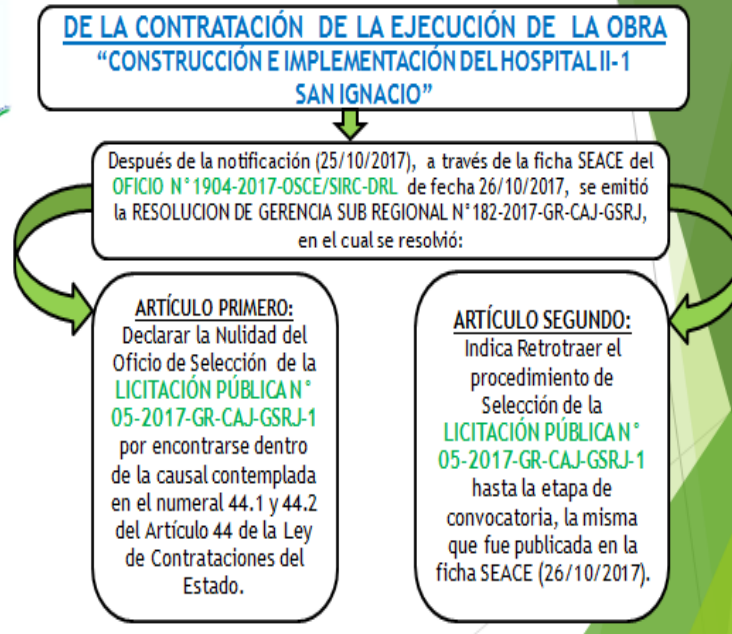 DE LA CONTRATACIÓN DE LA EJECUCIÓN DE LA OBRA
“CONSTRUCCIÓN E IMPLEMENTACIÓN DEL HOSPITAL II-1
SAN IGNACIO”
Después de la notificación (25/10/2017), a través de la ficha SEACE del
OFICIO N°1904-2017-OSCE/SIRC-DRL de fecha 26/10/2017, se emitió
la RESOLUCION DE GERENCIA SUB REGIONAL N°182-2017-GR-CAJ-GSRJ,
en el cual se resolvió:
ARTÍCULO PRIMERO:
Declarar la Nulidad del
Oficio de Selección de la
LICITACIÓN PÚBLICA N°
05-2017-GR-CAJ-GSRJ-1
por encontrarse dentro
de la causal contemplada
en el numeral 44.1 y 44.2
del Artículo 44 de la Ley
de Contrataciones del
Estado.
ARTÍCULO SEGUNDO:
Indica Retrotraer el
procedimiento de
Selección de la
LICITACIÓN PÚBLICA N°
05-2017-GR-CAJ-GSRJ-1
hasta la etapa de
convocatoria, la misma
que fue publicada en la
ficha SEACE (26/10/2017).